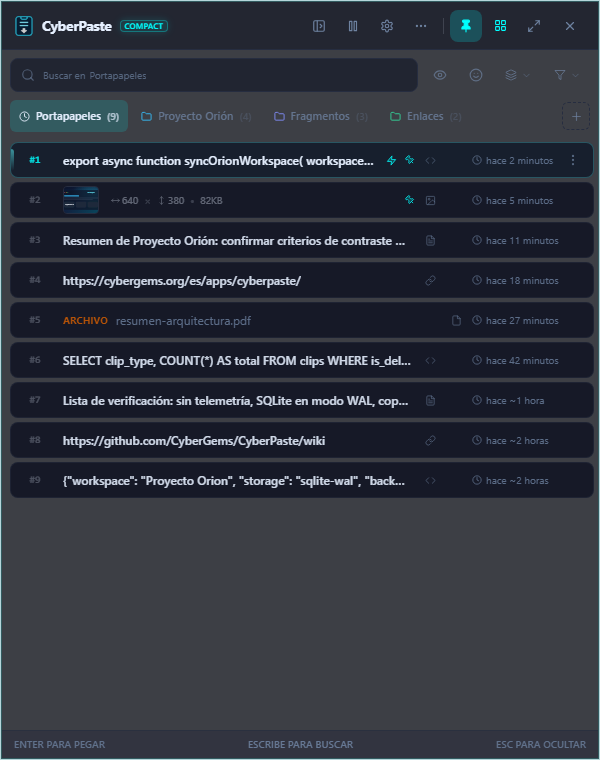 CyberPaste COMPACT
Buscar en Portapapeles
Portapapeles (9) Proyecto Orión (4) Fragmentos (3) Enlaces (2) +
#1 export async function syncOrionWorkspace( workspace... hace 2 minutos
#2 ↔640 × ↕ 380 • 82KB hace 5 minutos
#3 Resumen de Proyecto Orión: confirmar criterios de contraste ... hace 11 minutos
#4 https://cybergems.org/es/apps/cyberpaste/ hace 18 minutos
#5 ARCHIVO resumen-arquitectura.pdf hace 27 minutos
#6 SELECT clip_type, COUNT(*) AS total FROM clips WHERE is_del... hace 42 minutos
#7 Lista de verificación: sin telemetría, SQLite en modo WAL, cop... hace ~1 hora
#8 https://github.com/CyberGems/CyberPaste/wiki hace ~2 horas
#9 {"workspace": "Proyecto Orion", "storage": "sqlite-wal", "back... hace ~2 horas
ENTER PARA PEGAR ESCRIBE PARA BUSCAR ESC PARA OCULTAR